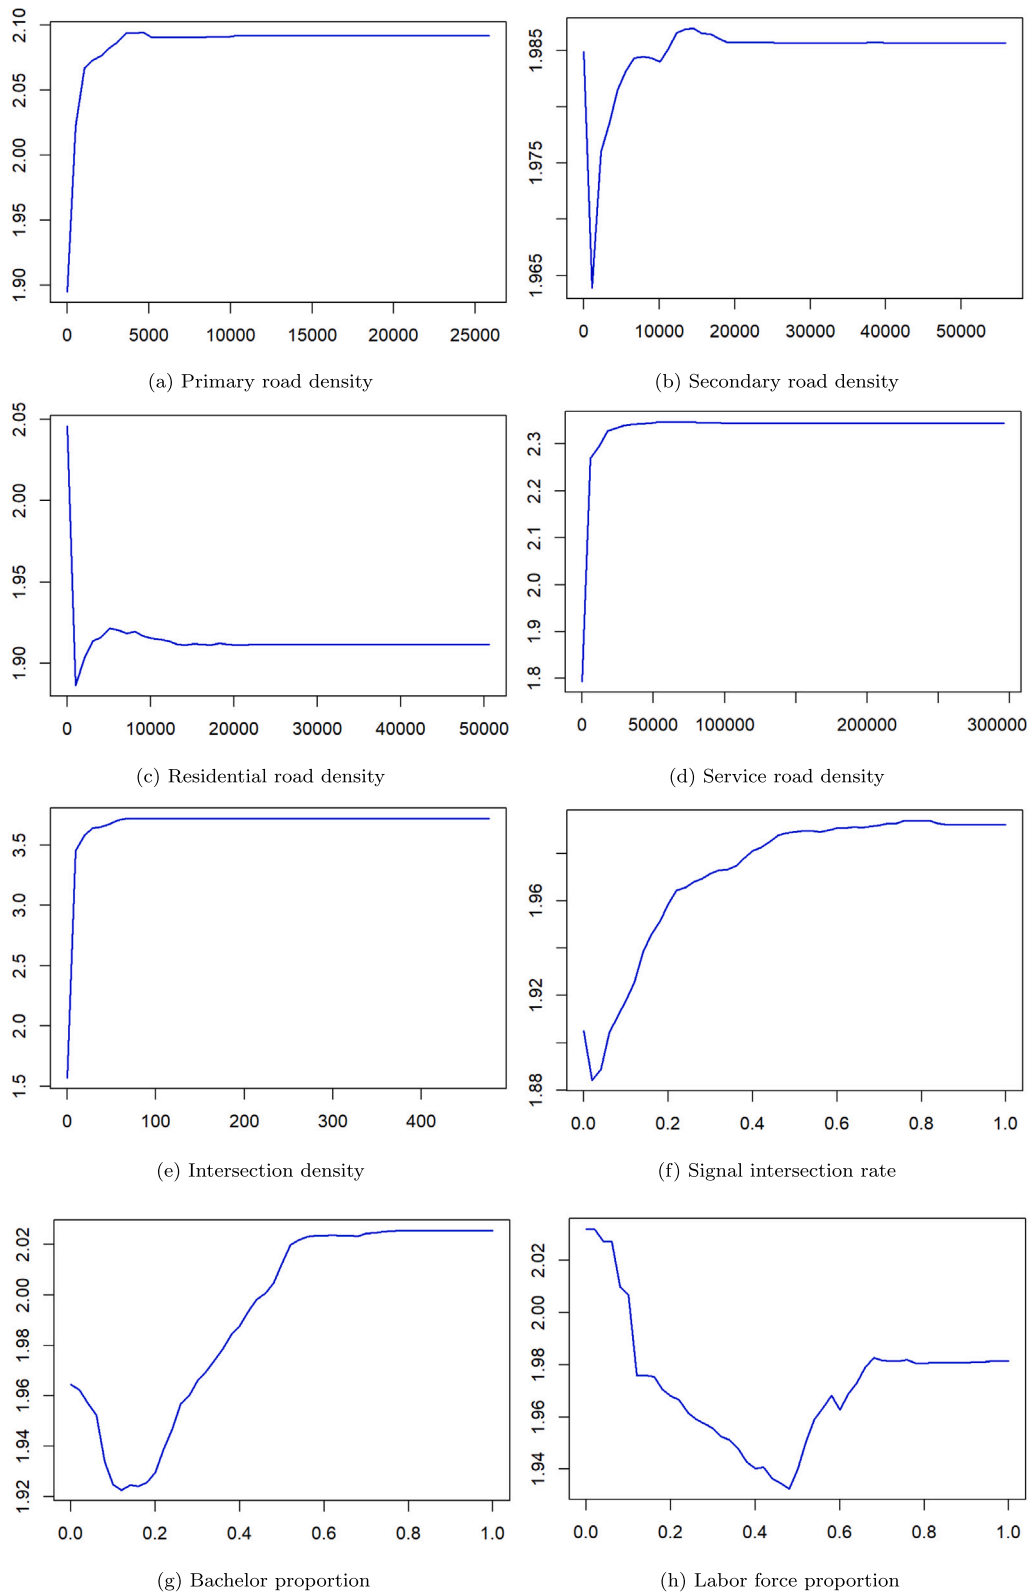 2.10
2.05
2.00
1.95
1.90
0 5000 10000 15000 20000 25000
(a) Primary road density
1.985
1.975
1.965
0 10000 20000 30000 40000 50000
(b) Secondary road density
2.05
2.00
1.95
1.90
0 10000 20000 30000 40000 50000
(c) Residential road density
2.3
2.2
2.1
2.0
1.9
1.8
0 50000 100000 200000 300000
(d) Service road density
3.5
3.0
2.5
2.0
1.5
0 100 200 300 400
(e) Intersection density
1.96
1.92
1.88
0.0 0.2 0.4 0.6 0.8 1.0
(f) Signal intersection rate
2.02
2.00
1.98
1.96
1.94
1.92
0.0 0.2 0.4 0.6 0.8 1.0
(g) Bachelor proportion
2.02
2.00
1.98
1.96
1.94
0.0 0.2 0.4 0.6 0.8 1.0
(h) Labor force proportion